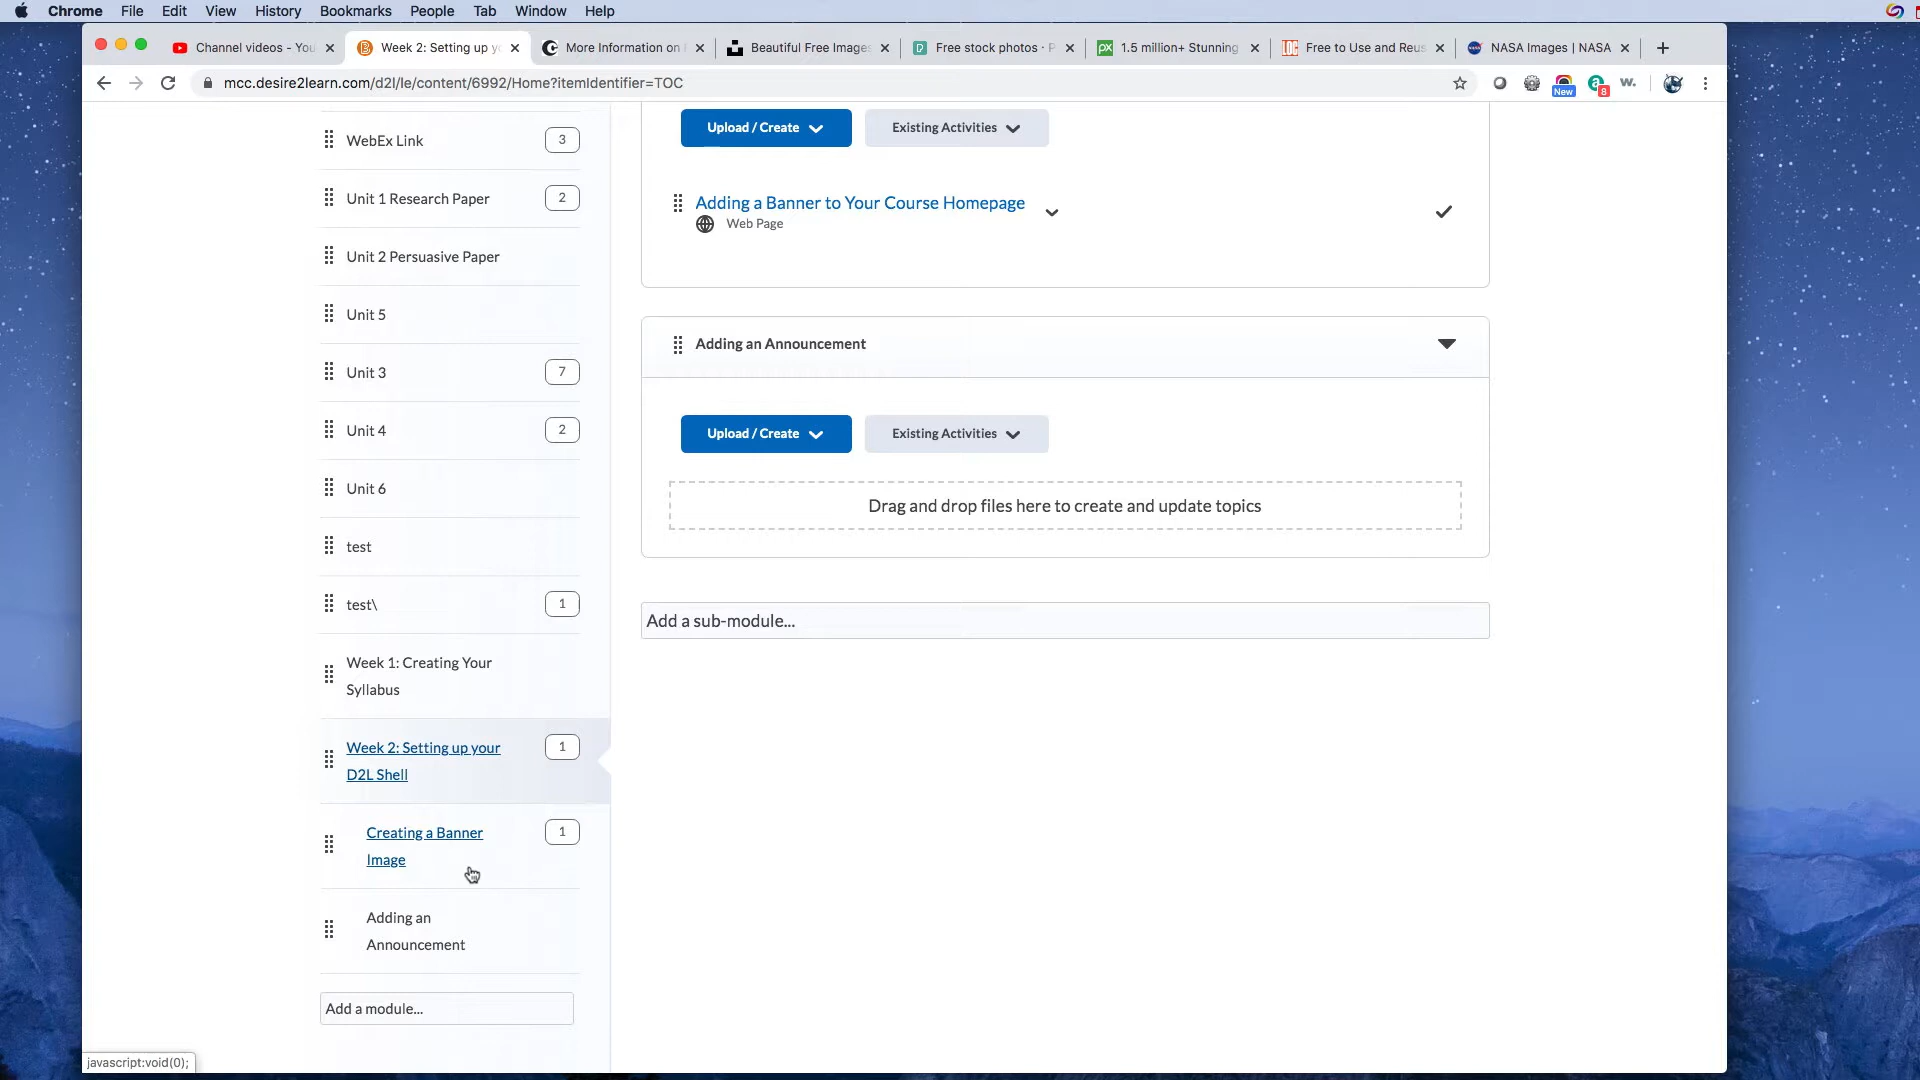 Chrome File Edit View History Bookmarks People Tab Window Help
Channel videos - You
Week 2: Setting up y
More Information on
Beautiful Free Images
Free stock photos · P
1.5 million+ Stunning
Free to Use and Reus
NASA Images | NASA
mcc.desire2learn.com/d2l/le/content/6992/Home?itemIdentifier=TOC
New
8
WebEx Link 3
Unit 1 Research Paper 2
Unit 2 Persuasive Paper
Unit 5
Unit 3 7
Unit 4 2
Unit 6
test
test\ 1
Week 1: Creating Your
Syllabus
Week 2: Setting up your 1
D2L Shell
Creating a Banner 1
Image
Adding an
Announcement
Add a module...
Upload / Create Existing Activities
Adding a Banner to Your Course Homepage
Web Page
Adding an Announcement
Upload / Create Existing Activities
Drag and drop files here to create and update topics
Add a sub-module...
javascript:void(0);